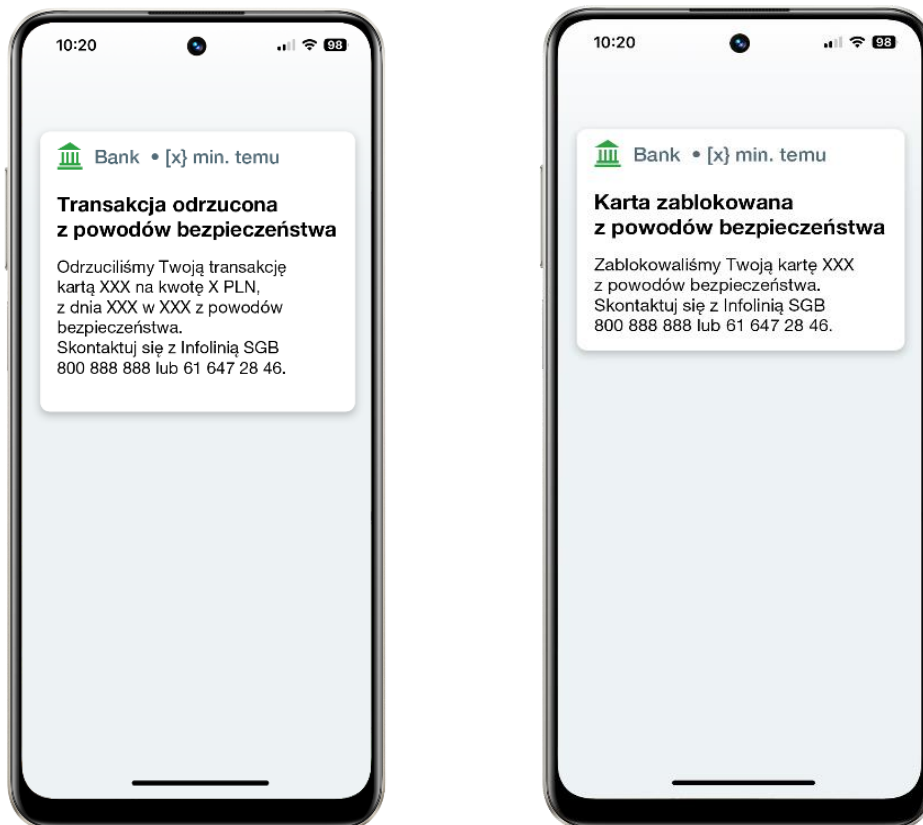 10:20
98
Bank • [x} min. temu
Transakcja odrzucona
z powodów bezpieczeństwa
Odrzuciliśmy Twoją transakcję
kartą XXX na kwotę X PLN,
z dnia XXX w XXX z powodów
bezpieczeństwa.
Skontaktuj się z Infolinią SGB
800 888 888 lub 61 647 28 46.
10:20
98
Bank • [x} min. temu
Karta zablokowana
z powodów bezpieczeństwa
Zablokowaliśmy Twoją kartę XXX
z powodów bezpieczeństwa.
Skontaktuj się z Infolinią SGB
800 888 888 lub 61 647 28 46.